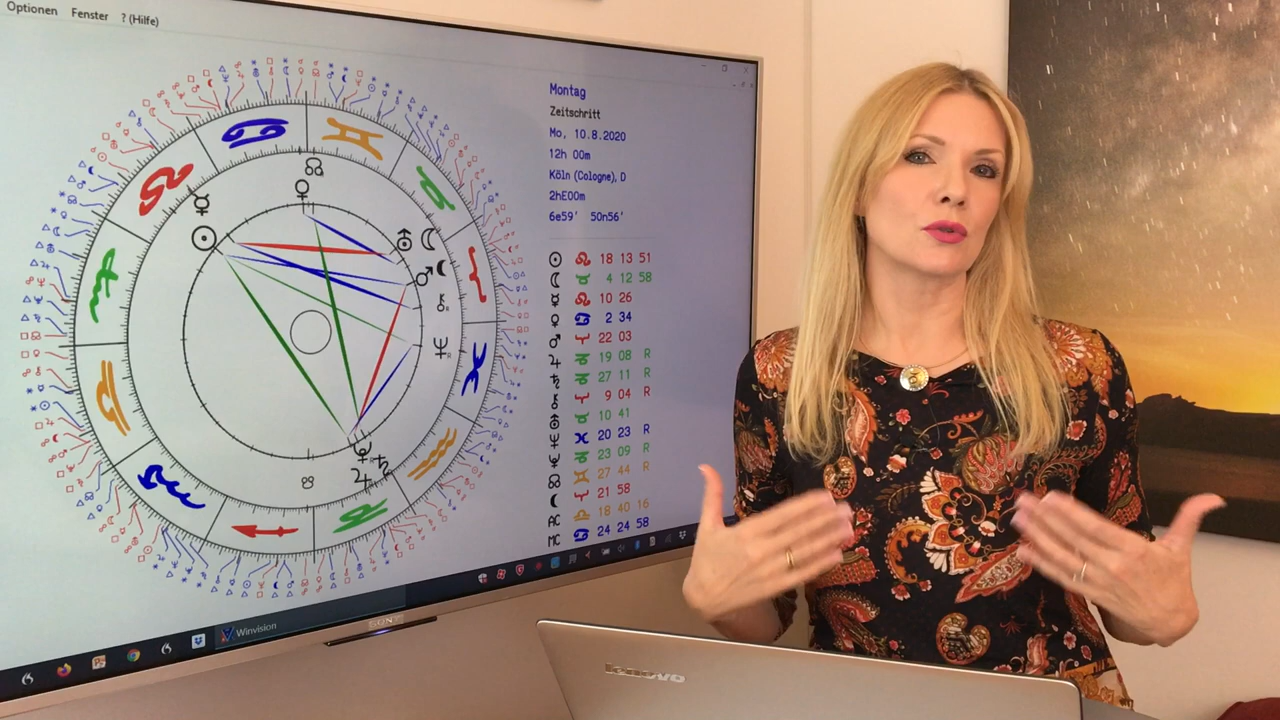 Optionen Fenster ? (Hilfe)
Montag
Zeitschritt
Mo, 10.8.2020
12h 00m
Köln (Cologne), D
2hE00m
6e59' 50n56'
☉ ♌ 18 13 51
☾ ♉ 4 12 58
☿ ♌ 10 26
♀ ♋ 2 34
♂ ♈ 22 03
♃ ♑ 19 08 R
♄ ♑ 27 11 R
⚷ ♈ 9 04 R
♅ ♉ 10 41
♆ ♓ 20 23 R
♇ ♑ 23 09 R
☊ ♊ 27 44 R
⚸ ♈ 21 58
AC ♎ 18 40 16
MC ♋ 24 24 58
Winvision
SONY
lenovo